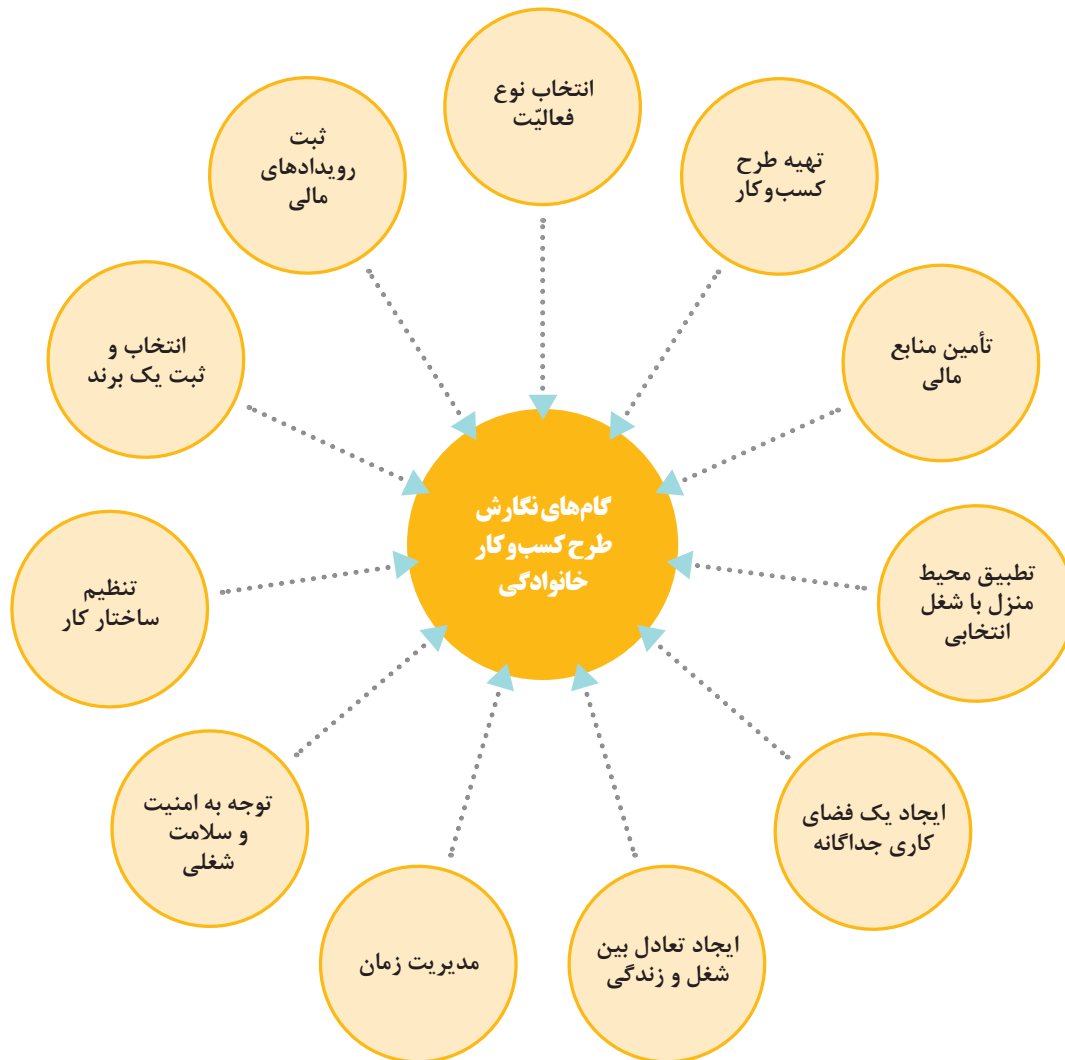 گام‌های نگارش
طرح کسب‌وکار
خانوادگی
انتخاب نوع
فعالیّت
تهیه طرح
کسب‌وکار
تأمین منابع
مالی
تطبیق محیط
منزل با شغل
انتخابی
ایجاد یک فضای
کاری جداگانه
ایجاد تعادل بین
شغل و زندگی
مدیریت زمان
توجه به امنیت
و سلامت
شغلی
تنظیم
ساختار کار
انتخاب و
ثبت یک برند
ثبت
رویدادهای
مالی